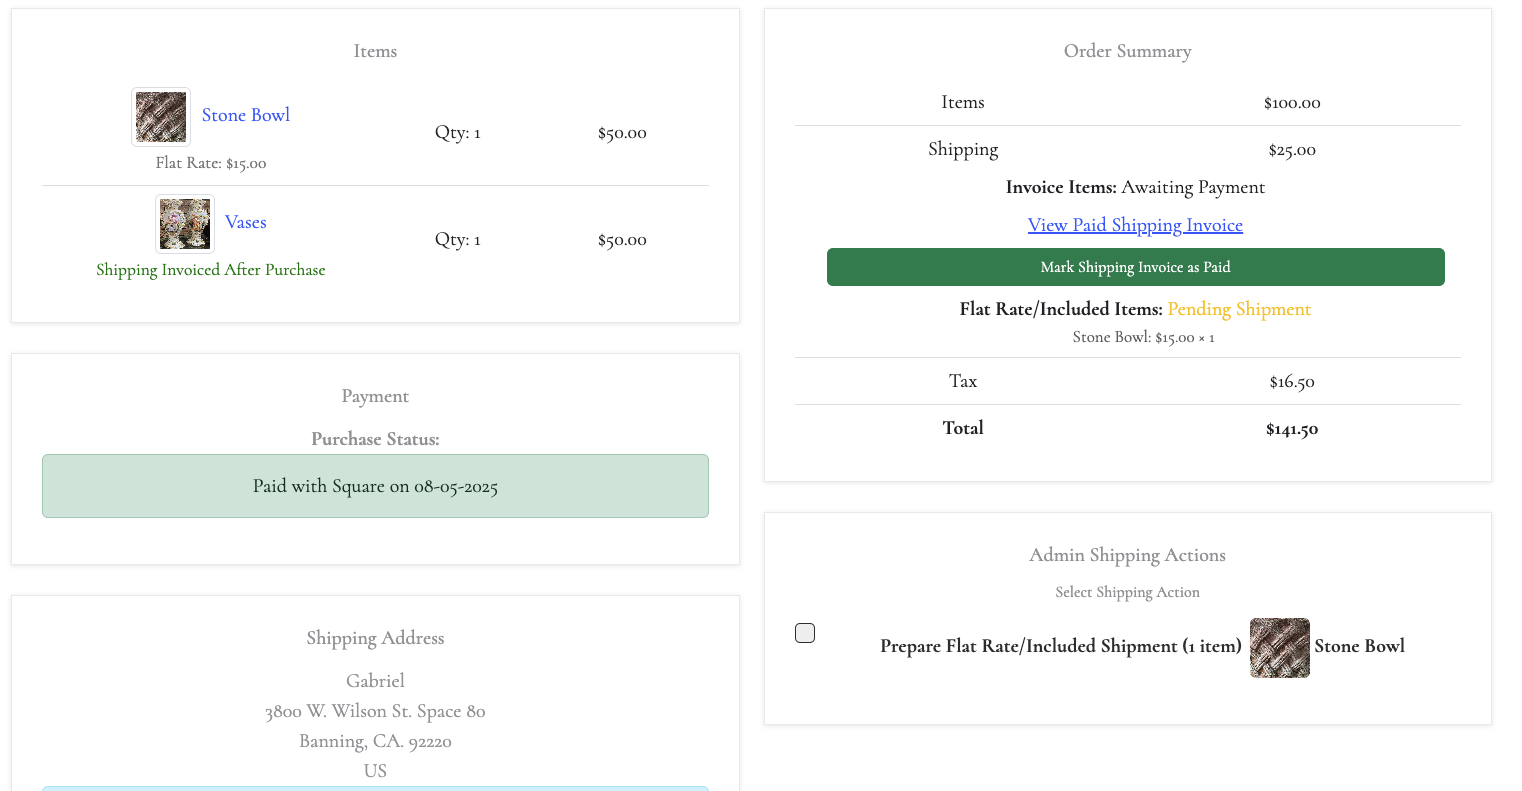 Items
Stone Bowl
Qty: 1
$50.00
Flat Rate: $15.00
Vases
Qty: 1
$50.00
Shipping Invoiced After Purchase
Payment
Purchase Status:
Paid with Square on 08-05-2025
Shipping Address
Gabriel
3800 W. Wilson St. Space 80
Banning, CA. 92220
US
Order Summary
Items $100.00
Shipping $25.00
Invoice Items: Awaiting Payment
View Paid Shipping Invoice
Mark Shipping Invoice as Paid
Flat Rate/Included Items: Pending Shipment
Stone Bowl: $15.00 × 1
Tax $16.50
Total $141.50
Admin Shipping Actions
Select Shipping Action
Prepare Flat Rate/Included Shipment (1 item) Stone Bowl